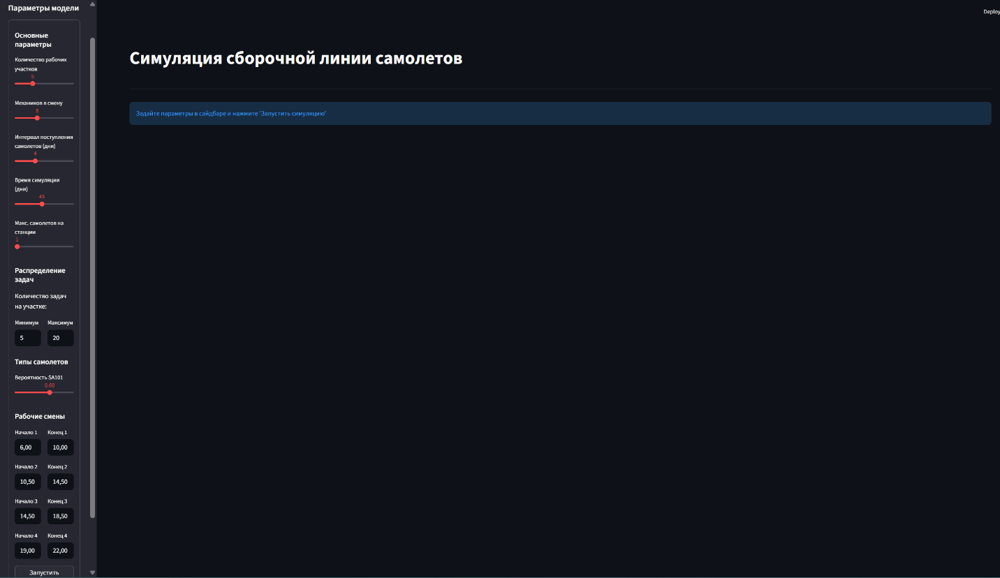 Параметры модели
Основные
параметры
Количество рабочих
участков
5
Механиков в смену
8
Интервал поступления
самолетов (дни)
4
Время симуляции
(дни)
45
Макс. самолетов на
станции
1
Распределение
задач
Количество задач
на участке:
Минимум Максимум
5 20
Типы самолетов
Вероятность SA101
0.60
Рабочие смены
Начало 1 Конец 1
6,00 10,00
Начало 2 Конец 2
10,50 14,50
Начало 3 Конец 3
14,50 18,50
Начало 4 Конец 4
19,00 22,00
Запустить
Deploy
Симуляция сборочной линии самолетов
Задайте параметры в сайдбаре и нажмите 'Запустить симуляцию'